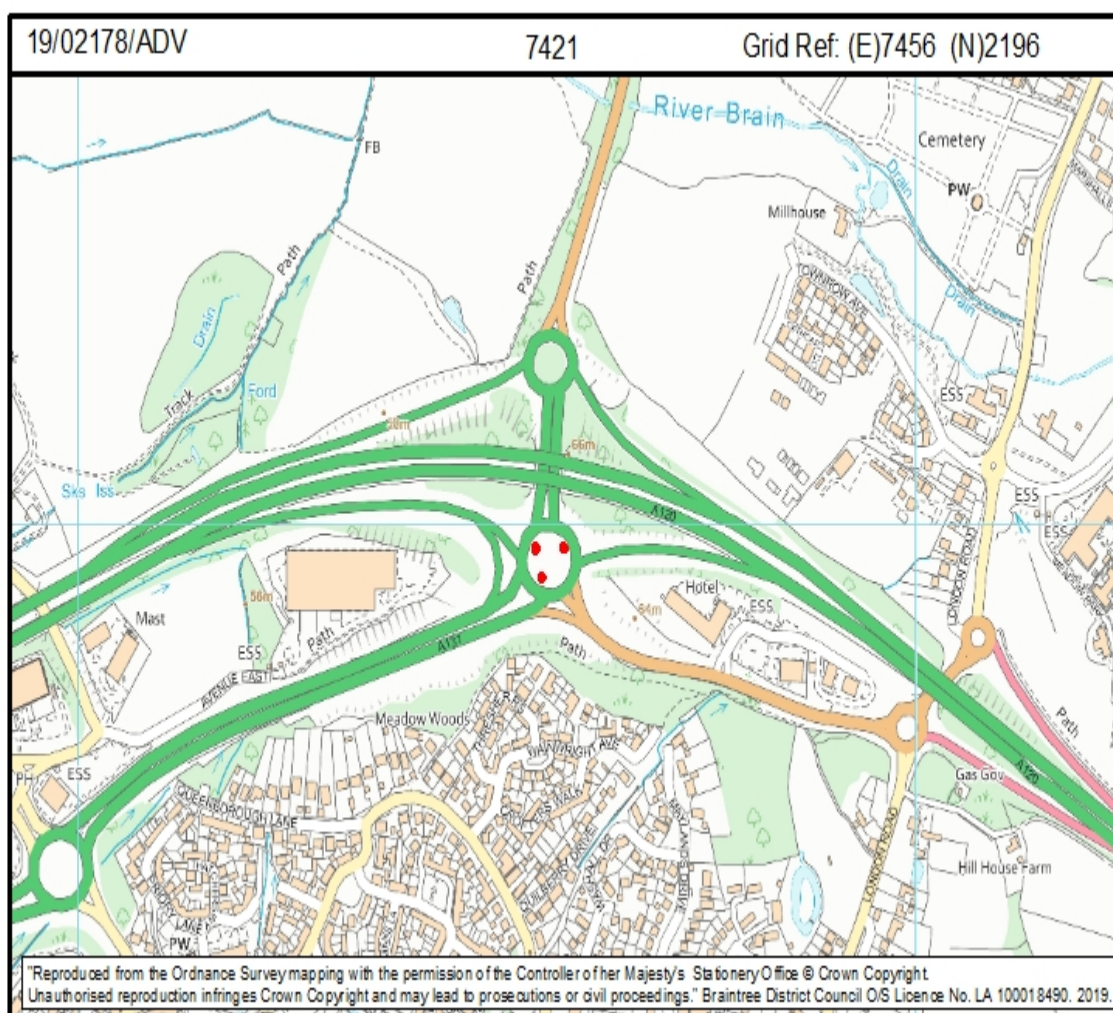 19/02178/ADV 7421 Grid Ref: (E)7456 (N)2196
River Brain
Cemetery
PW
Drain
FB
Millhouse
Path
Path
TOWNROW AVE
Drain
Drain
Ford
Track
ESS
58m
66m
Sks Iss
A120
ESS
ESS
LONDON ROAD
Hotel
ESS
Mast
56m
64m
Path
ESS
A131
Path
AVENUE EAST
Path
Meadow Woods
PH
ESS
A120
Gas Gov
QUEENBOROUGH LANE
LONDON ROAD
Hill House Farm
PW
"Reproduced from the Ordnance Survey mapping with the permission of the Controller of her Majesty's Stationery Office © Crown Copyright.
Unauthorised reproduction infringes Crown Copyright and may lead to prosecutions or civil proceedings." Braintree District Council O/S Licence No. LA 100018490. 2019.